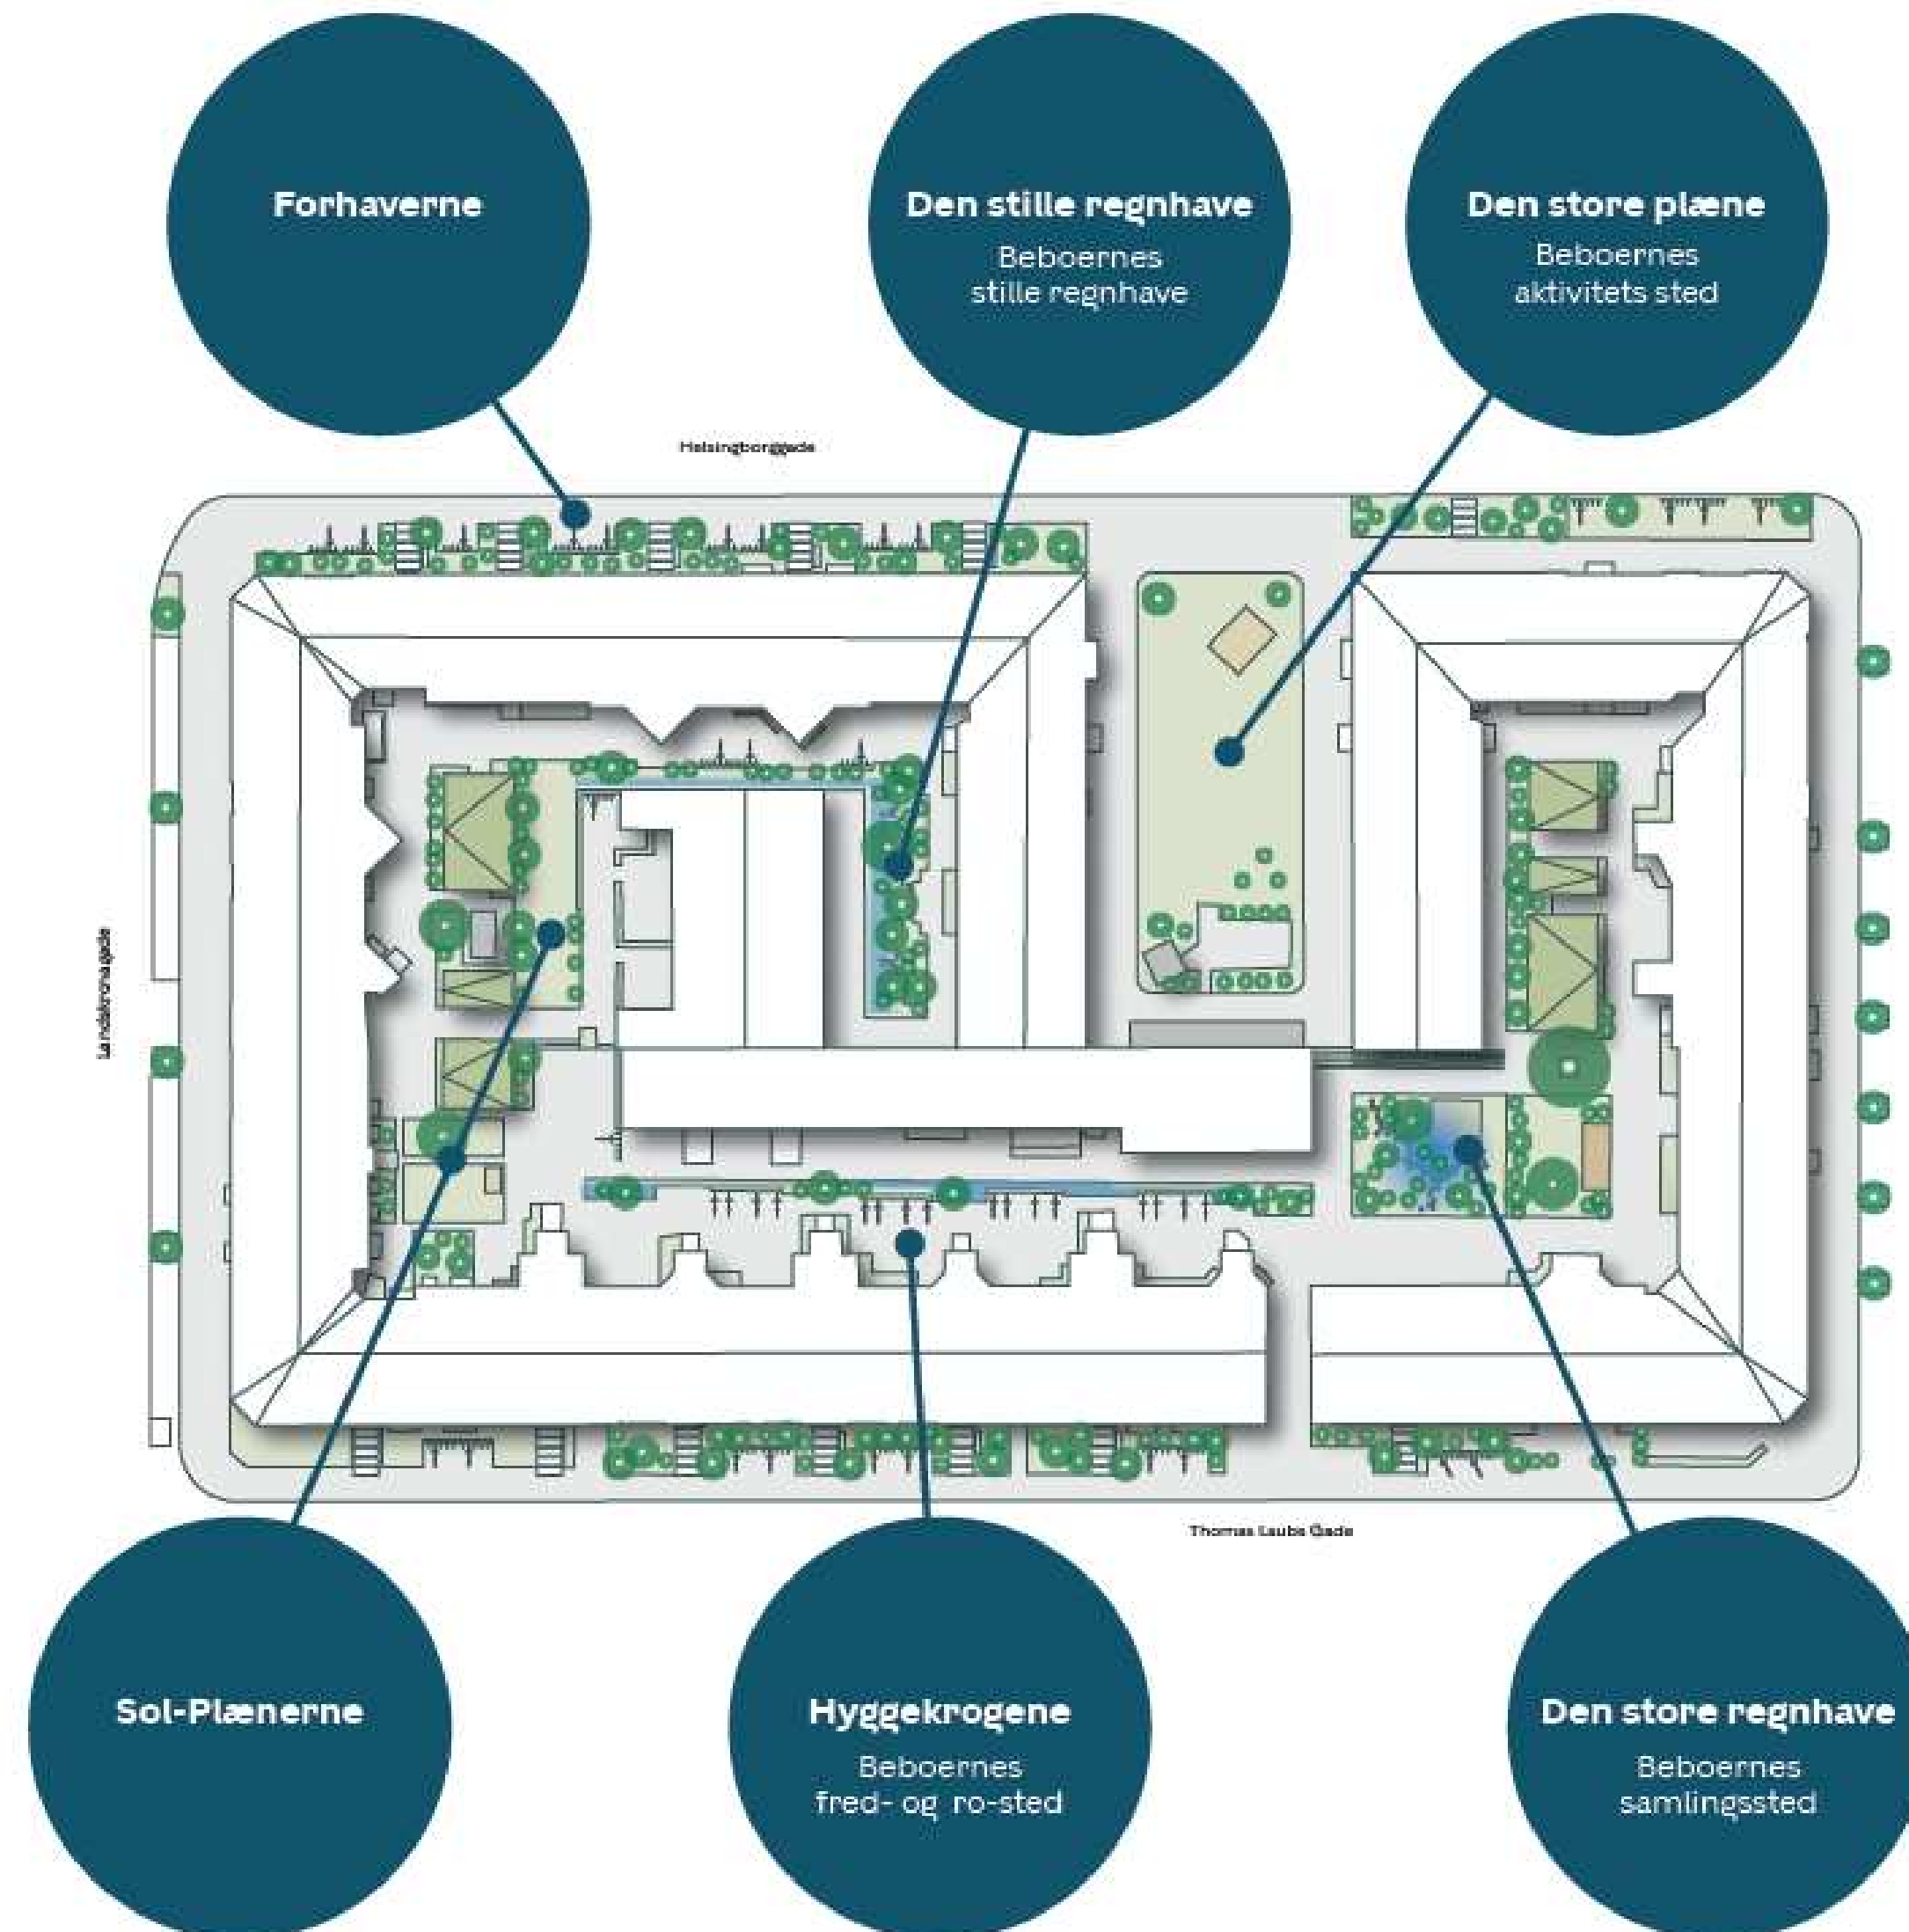 Forhaverne
Den stille regnhave
Beboernes
stille regnhave
Den store plæne
Beboernes
aktivitets sted
Helsingborggade
Landskronagade
Thomas Laubs Gade
Sol-Plænerne
Hyggekrogene
Beboernes
fred- og ro-sted
Den store regnhave
Beboernes
samlingssted